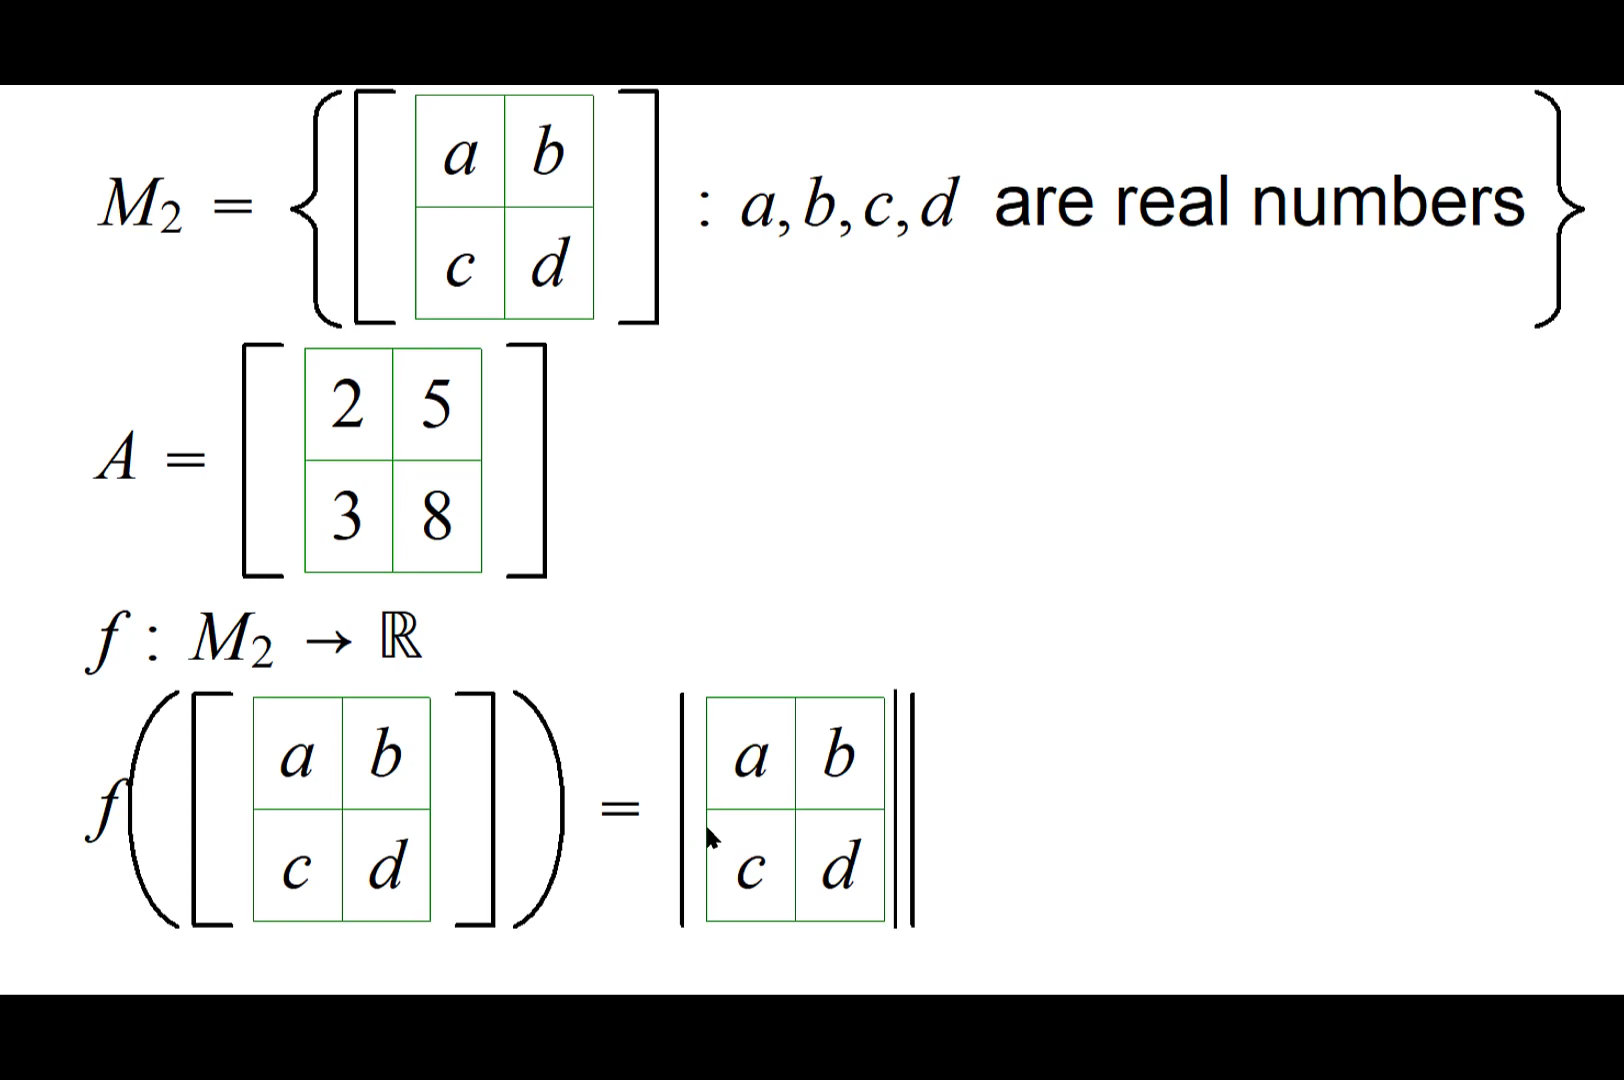 M₂ = { [ a b
c d ] : a, b, c, d are real numbers }
A = [ 2 5
3 8 ]
f : M₂ → ℝ
f( [ a b
c d ] ) = | a b
c d ||